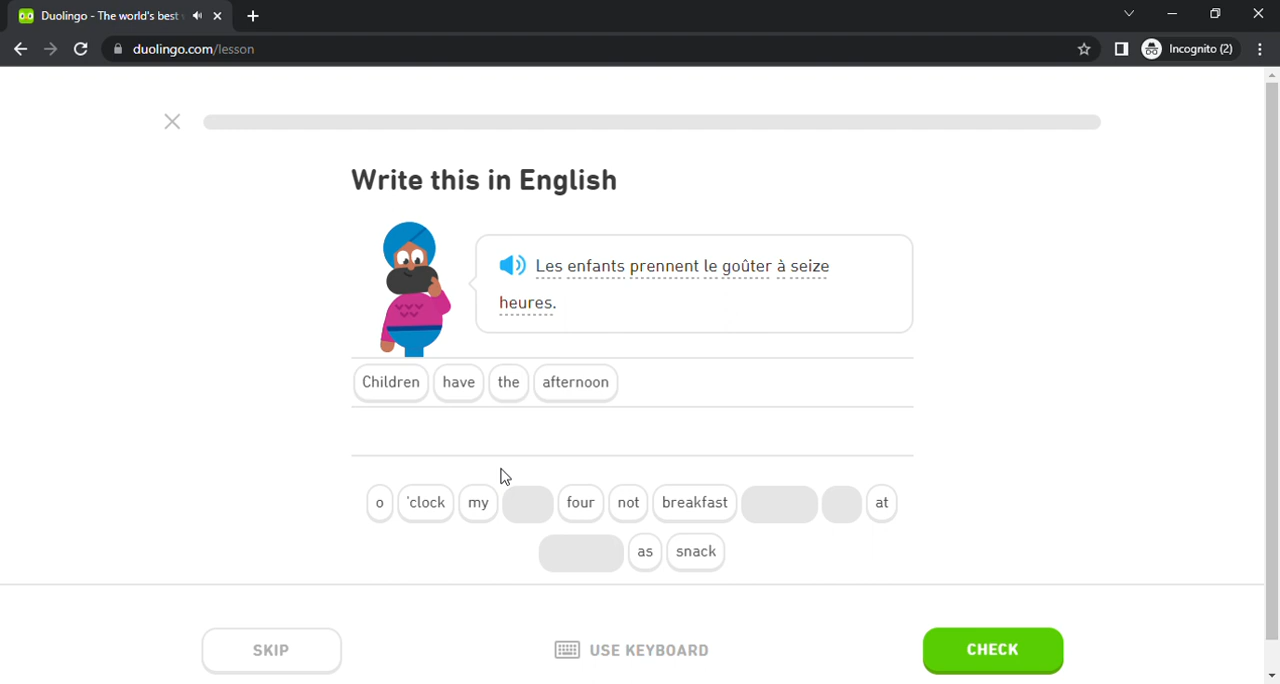 Duolingo - The world's best
duolingo.com/lesson
Incognito (2)
Write this in English
Les enfants prennent le goûter à seize
heures.
Children have the afternoon
o 'clock my four not breakfast at
as snack
SKIP USE KEYBOARD CHECK